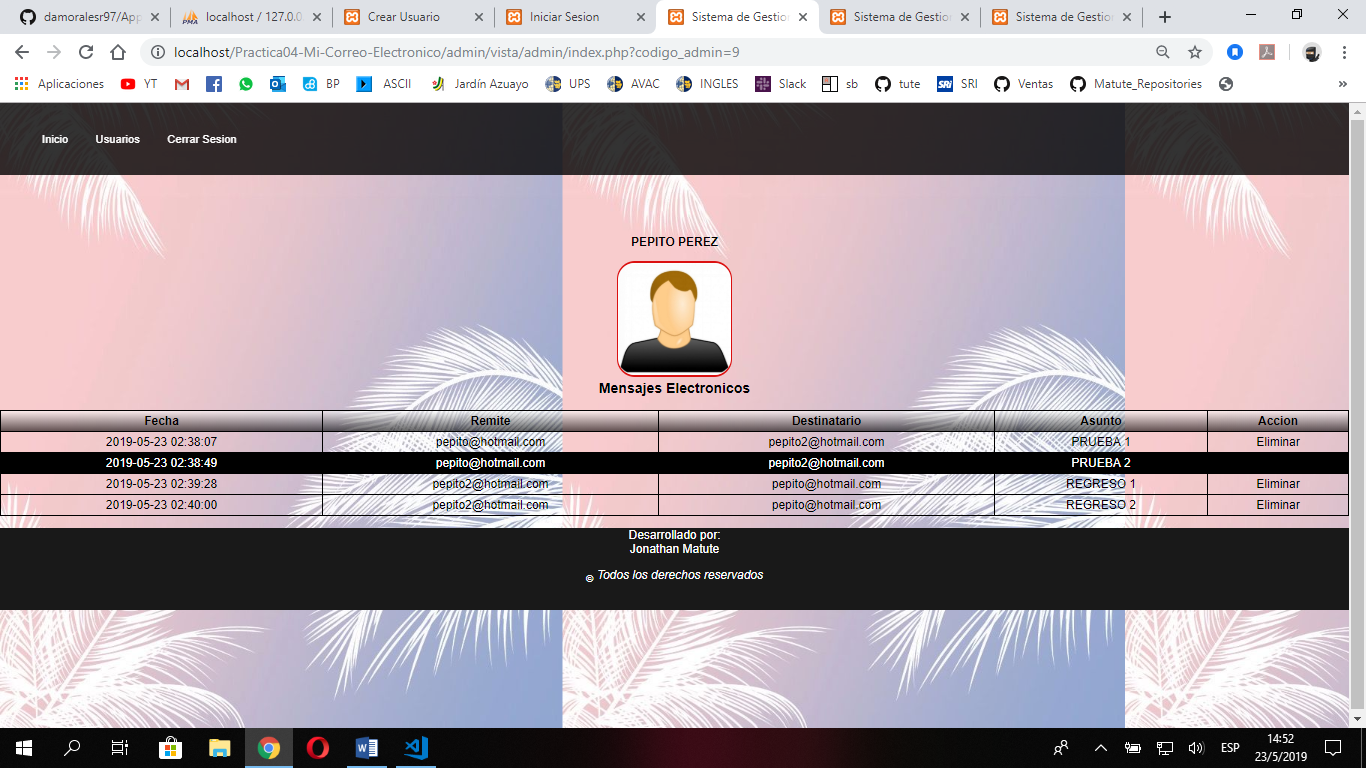 damoralesr97/App
localhost / 127.0.0
Crear Usuario
Iniciar Sesion
Sistema de Gestion
Sistema de Gestion
Sistema de Gestion
localhost/Practica04-Mi-Correo-Electronico/admin/vista/admin/index.php?codigo_admin=9
Aplicaciones YT BP ASCII Jardín Azuayo UPS AVAC INGLES Slack sb tute SRI Ventas Matute_Repositories »
Inicio Usuarios Cerrar Sesion
PEPITO PEREZ
Mensajes Electronicos
Fecha Remite Destinatario Asunto Accion
2019-05-23 02:38:07 pepito@hotmail.com pepito2@hotmail.com PRUEBA 1 Eliminar
2019-05-23 02:38:49 pepito@hotmail.com pepito2@hotmail.com PRUEBA 2
2019-05-23 02:39:28 pepito2@hotmail.com pepito@hotmail.com REGRESO 1 Eliminar
2019-05-23 02:40:00 pepito2@hotmail.com pepito@hotmail.com REGRESO 2 Eliminar
Desarrollado por:
Jonathan Matute
© Todos los derechos reservados
ESP
14:52
23/5/2019